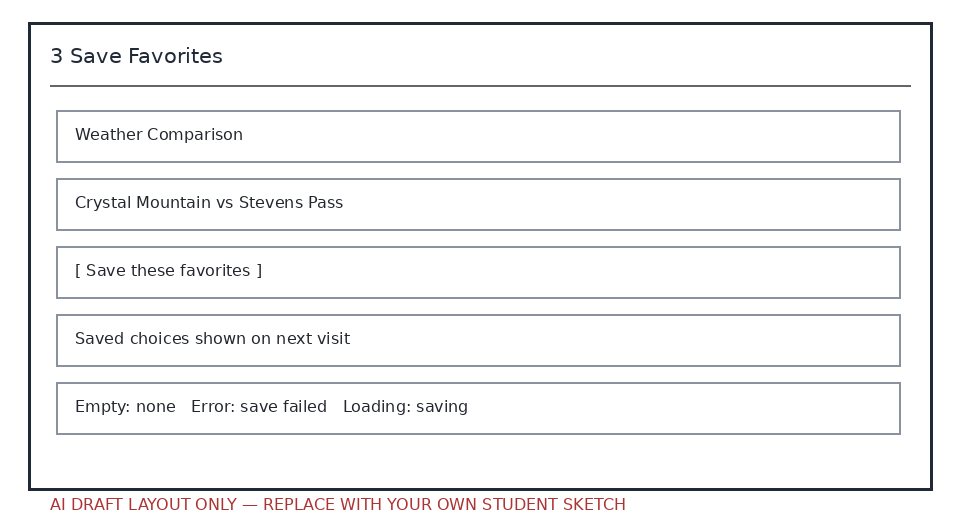 3 Save Favorites
Weather Comparison
Crystal Mountain vs Stevens Pass
[ Save these favorites ]
Saved choices shown on next visit
Empty: none   Error: save failed   Loading: saving
AI DRAFT LAYOUT ONLY — REPLACE WITH YOUR OWN STUDENT SKETCH